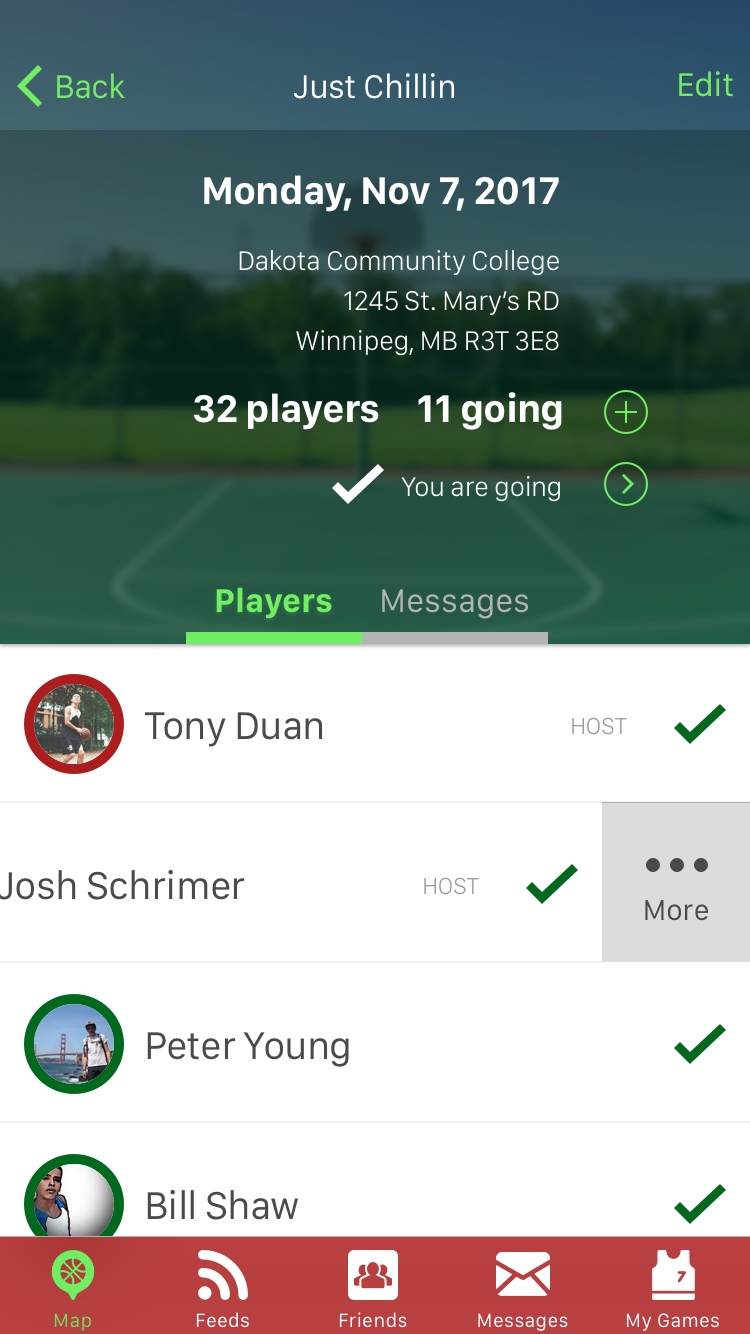 Back Just Chillin Edit
Monday, Nov 7, 2017
Dakota Community College
1245 St. Mary’s RD
Winnipeg, MB R3T 3E8
32 players 11 going
You are going
Players Messages
Tony Duan HOST
Josh Schrimer HOST
More
Peter Young
Bill Shaw
7
Map Feeds Friends Messages My Games